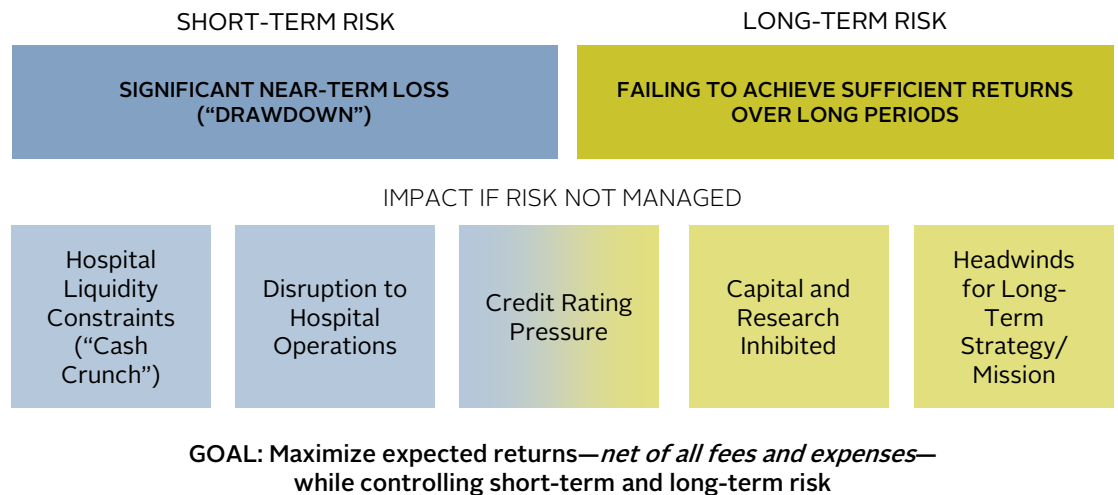 SHORT-TERM RISK
LONG-TERM RISK
SIGNIFICANT NEAR-TERM LOSS
(“DRAWDOWN”)
FAILING TO ACHIEVE SUFFICIENT RETURNS
OVER LONG PERIODS
IMPACT IF RISK NOT MANAGED
Hospital
Liquidity
Constraints
(“Cash
Crunch”)
Disruption to
Hospital
Operations
Credit Rating
Pressure
Capital and
Research
Inhibited
Headwinds
for Long-
Term
Strategy/
Mission
GOAL: Maximize expected returns—net of all fees and expenses—
while controlling short-term and long-term risk